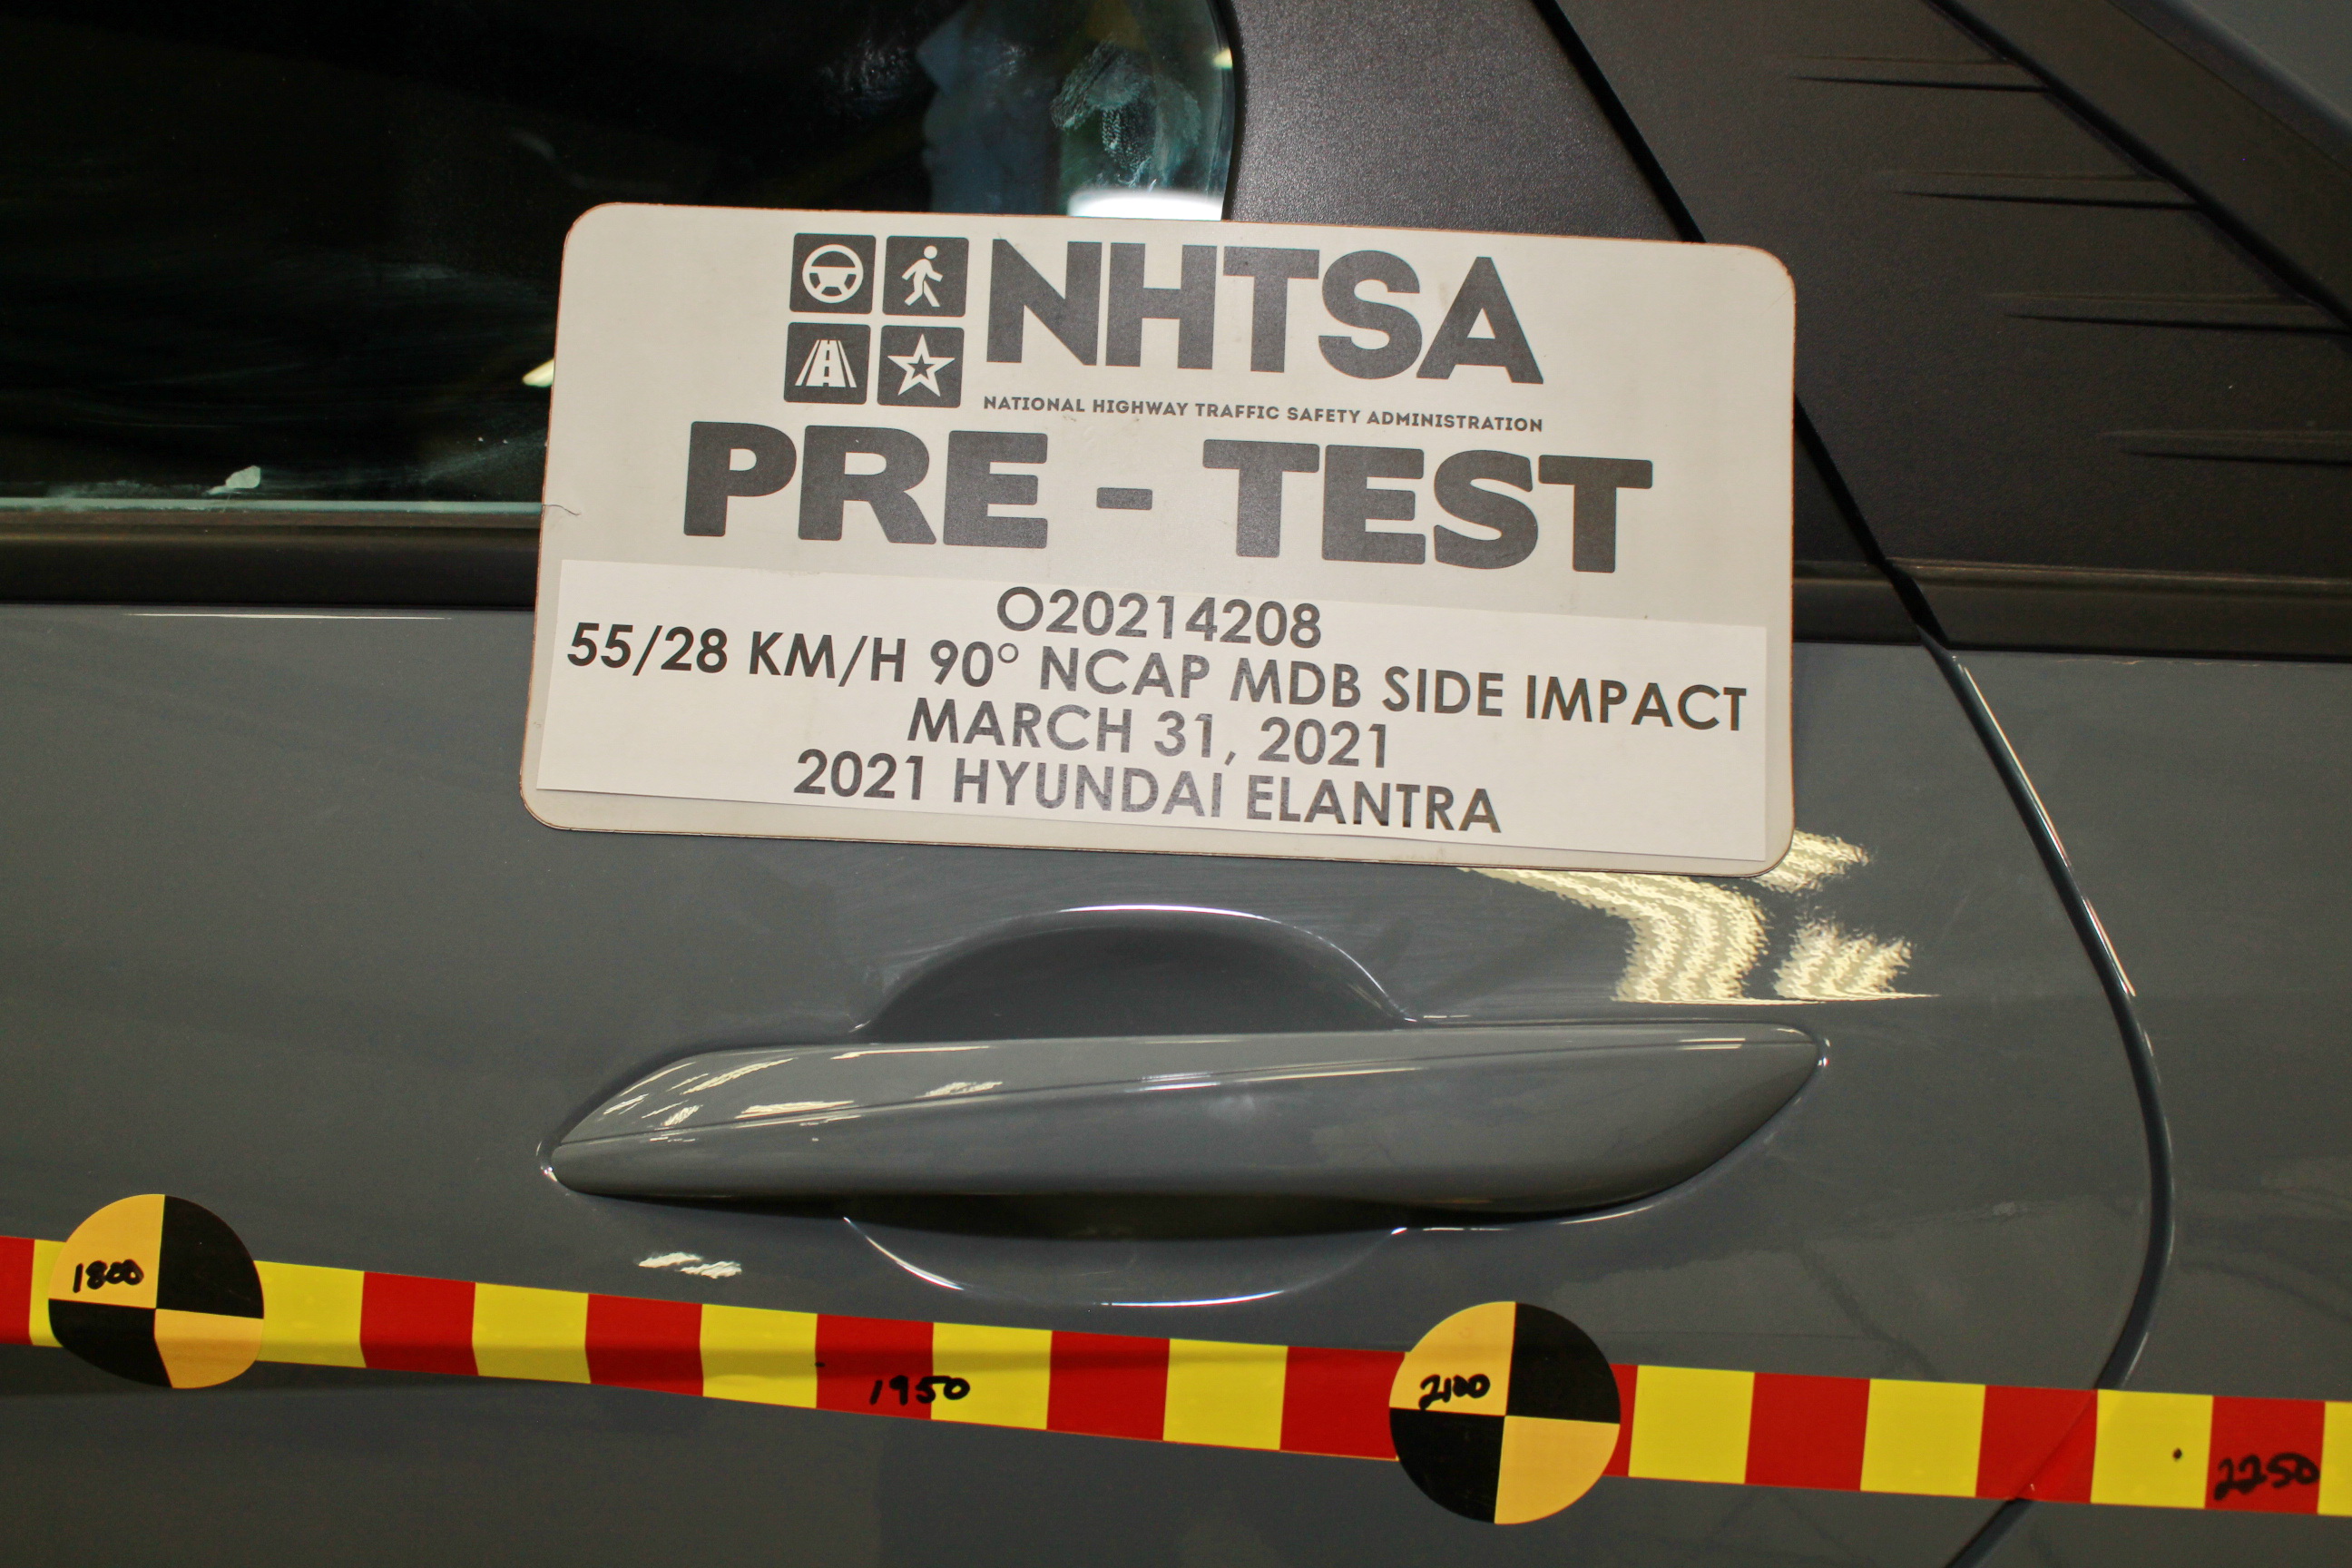 NHTSA
NATIONAL HIGHWAY TRAFFIC SAFETY ADMINISTRATION
PRE - TEST
O20214208
55/28 KM/H 90° NCAP MDB SIDE IMPACT
MARCH 31, 2021
2021 HYUNDAI ELANTRA
1800
1950
2100
2250